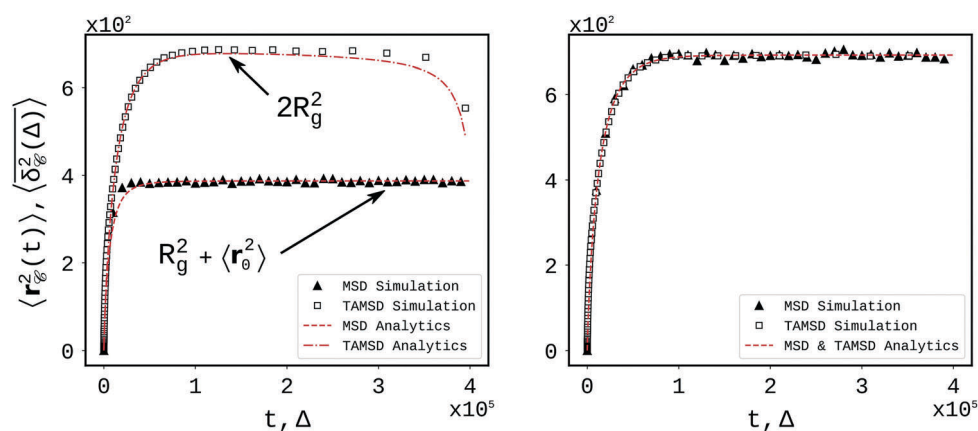 x10²
6
4
2
0
⟨r²_𝒞(t)⟩, ⟨δ²_𝒞(Δ)⟩
2R²g
R²g + ⟨r²₀⟩
▲ MSD Simulation
□ TAMSD Simulation
MSD Analytics
TAMSD Analytics
0 1 2 3 4
x10⁵
t, Δ
x10²
6
4
2
0
▲ MSD Simulation
□ TAMSD Simulation
MSD & TAMSD Analytics
0 1 2 3 4
x10⁵
t, Δ